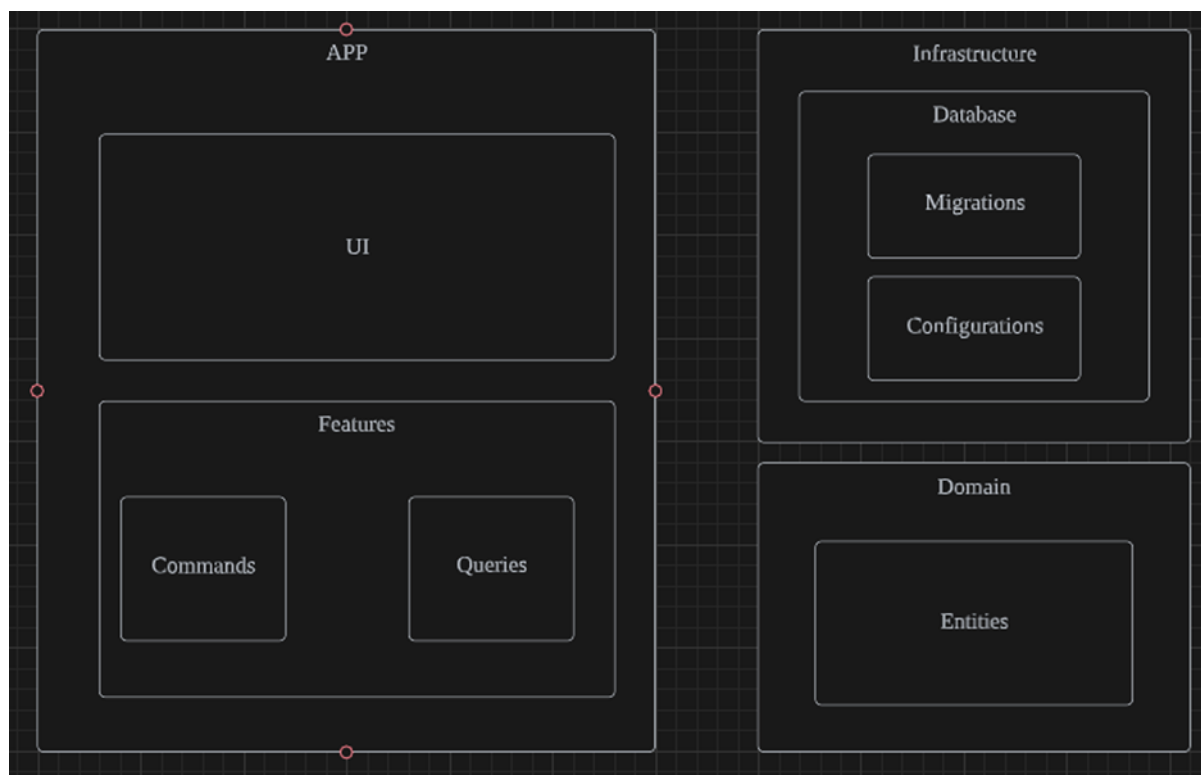 APP
UI
Features
Commands
Queries
Infrastructure
Database
Migrations
Configurations
Domain
Entities